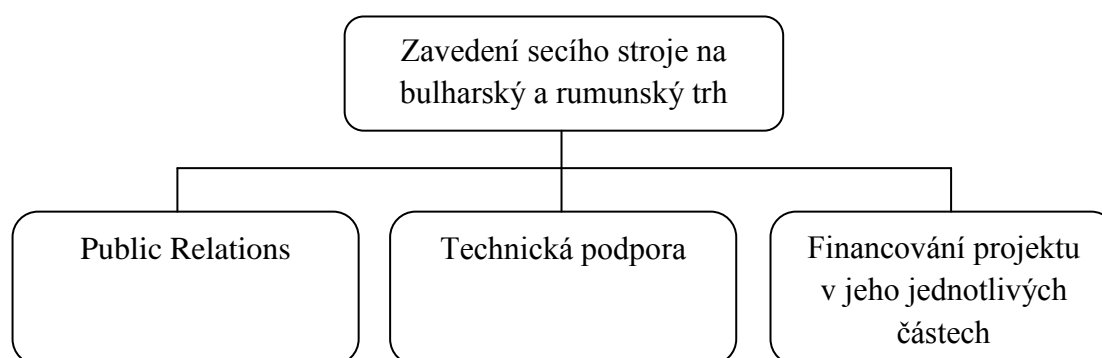 Zavedení secího stroje na
bulharský a rumunský trh
Public Relations
Technická podpora
Financování projektu
v jeho jednotlivých
částech